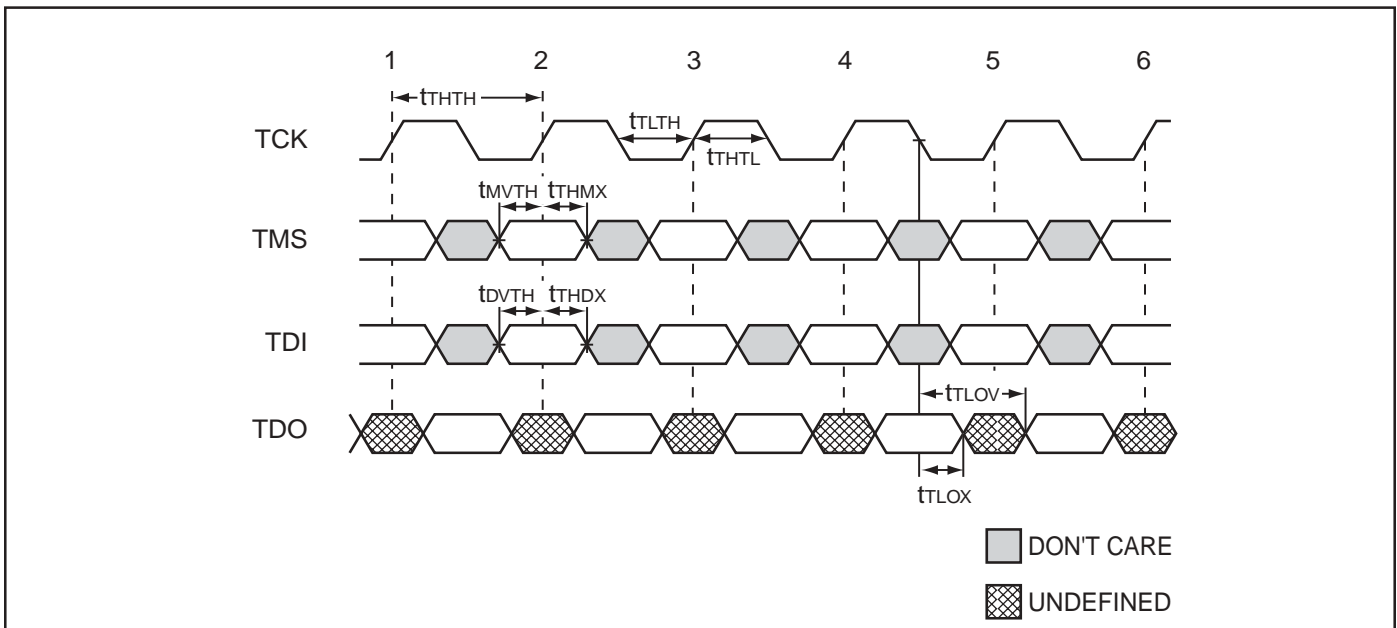 1 2 3 4 5 6
tTHTH
TCK
tTLTH
tTHTL
tMVTH tTHMX
TMS
tDVTH tTHDX
TDI
tTLOV
TDO
tTLOX
DON'T CARE
UNDEFINED